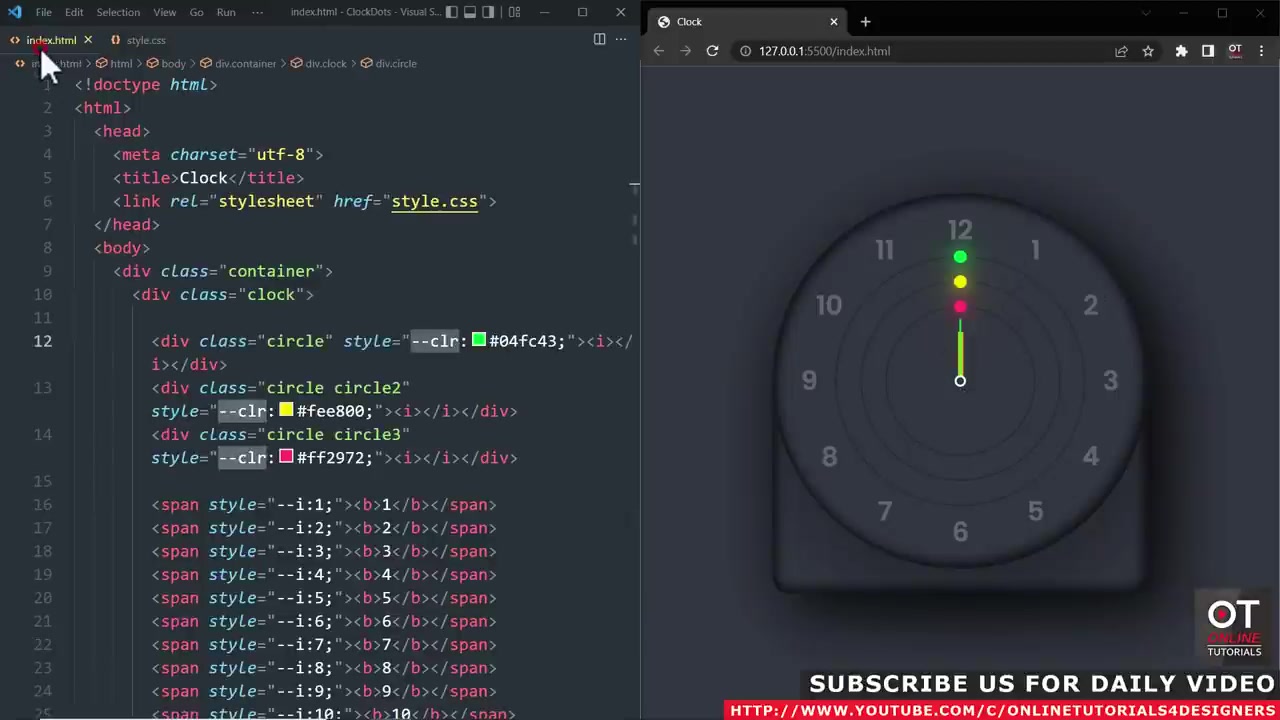 File Edit Selection View Go Run ··· index.html - ClockDots - Visual S...
index.html style.css
html body div.container div.clock div.circle
1 <!doctype html>
2 <html>
3 <head>
4 <meta charset="utf-8">
5 <title>Clock</title>
6 <link rel="stylesheet" href="style.css">
7 </head>
8 <body>
9 <div class="container">
10 <div class="clock">
11
12 <div class="circle" style="--clr:#04fc43;"><i></
i></div>
13 <div class="circle circle2"
style="--clr:#fee800;"><i></i></div>
14 <div class="circle circle3"
style="--clr:#ff2972;"><i></i></div>
15
16 <span style="--i:1;"><b>1</b></span>
17 <span style="--i:2;"><b>2</b></span>
18 <span style="--i:3;"><b>3</b></span>
19 <span style="--i:4;"><b>4</b></span>
20 <span style="--i:5;"><b>5</b></span>
21 <span style="--i:6;"><b>6</b></span>
22 <span style="--i:7;"><b>7</b></span>
23 <span style="--i:8;"><b>8</b></span>
24 <span style="--i:9;"><b>9</b></span>
25 <span style="--i:10;"><b>10</b></span>
Clock
127.0.0.1:5500/index.html
OT
12
11 1
10 2
9 3
8 4
7 5
6
OT
ONLINE
TUTORIALS
SUBSCRIBE US FOR DAILY VIDEO
HTTP://WWW.YOUTUBE.COM/C/ONLINETUTORIALS4DESIGNERS